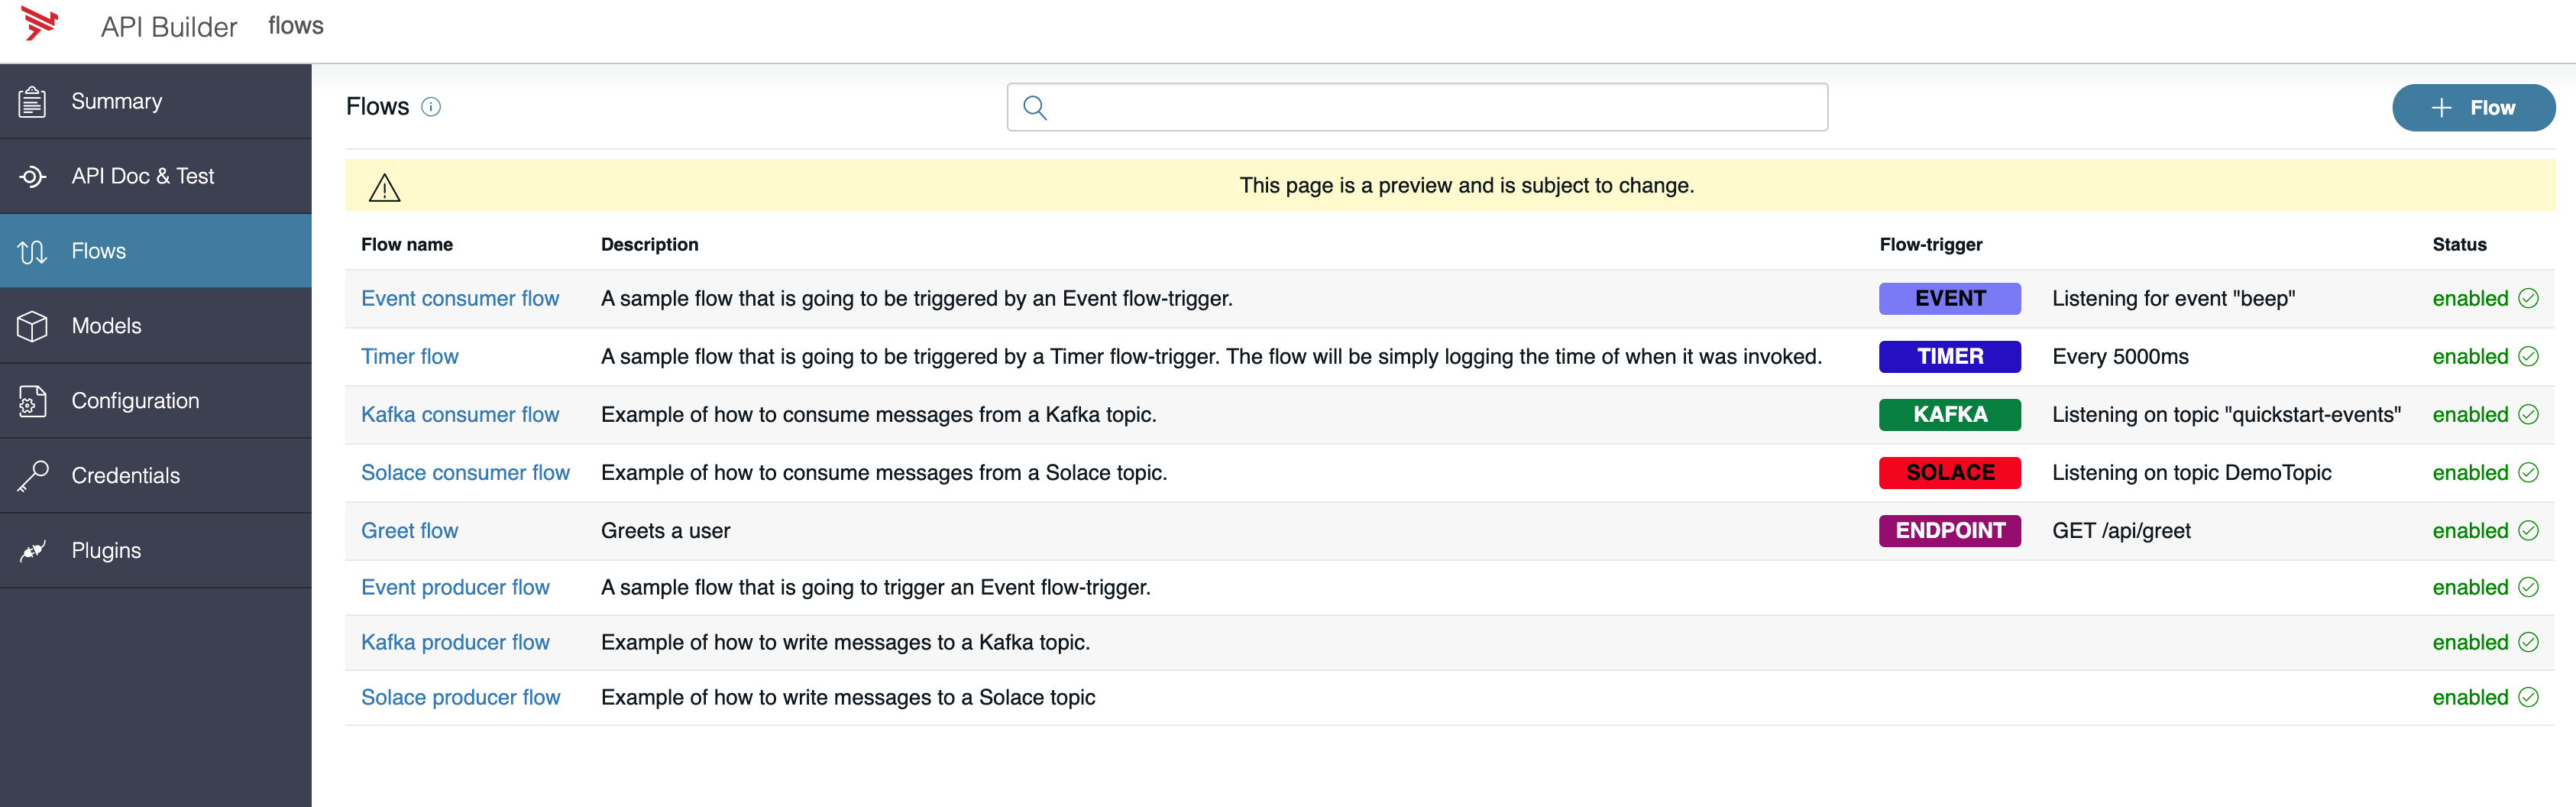 API Builder flows
Summary
API Doc & Test
Flows
Models
Configuration
Credentials
Plugins
Flows
Flow
This page is a preview and is subject to change.
Flow name Description Flow-trigger Status
Event consumer flow A sample flow that is going to be triggered by an Event flow-trigger. EVENT Listening for event "beep" enabled
Timer flow A sample flow that is going to be triggered by a Timer flow-trigger. The flow will be simply logging the time of when it was invoked. TIMER Every 5000ms enabled
Kafka consumer flow Example of how to consume messages from a Kafka topic. KAFKA Listening on topic "quickstart-events" enabled
Solace consumer flow Example of how to consume messages from a Solace topic. SOLACE Listening on topic DemoTopic enabled
Greet flow Greets a user ENDPOINT GET /api/greet enabled
Event producer flow A sample flow that is going to trigger an Event flow-trigger. enabled
Kafka producer flow Example of how to write messages to a Kafka topic. enabled
Solace producer flow Example of how to write messages to a Solace topic enabled